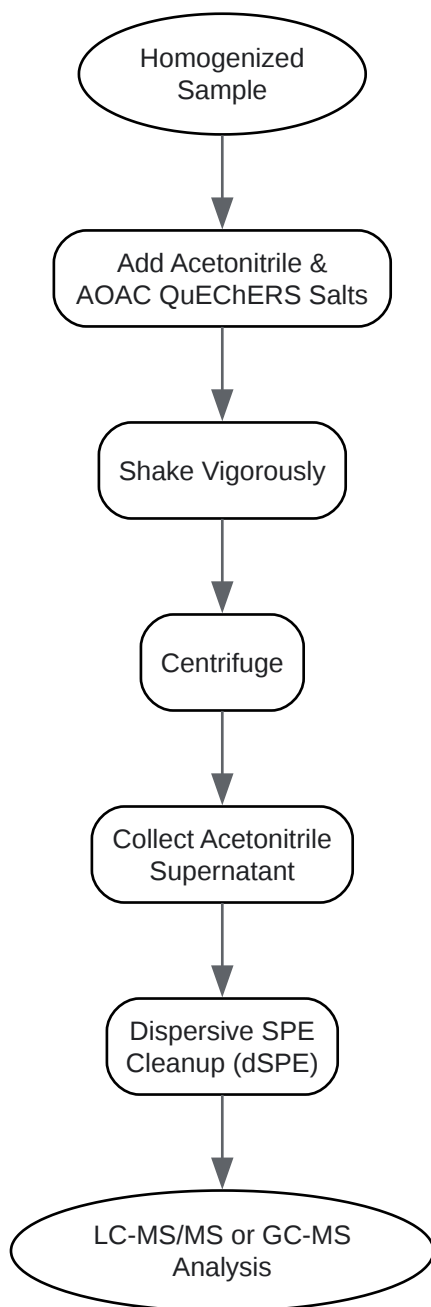 Homogenized
Sample
Add Acetonitrile &
AOAC QuEChERS Salts
Shake Vigorously
Centrifuge
Collect Acetonitrile
Supernatant
Dispersive SPE
Cleanup (dSPE)
LC-MS/MS or GC-MS
Analysis